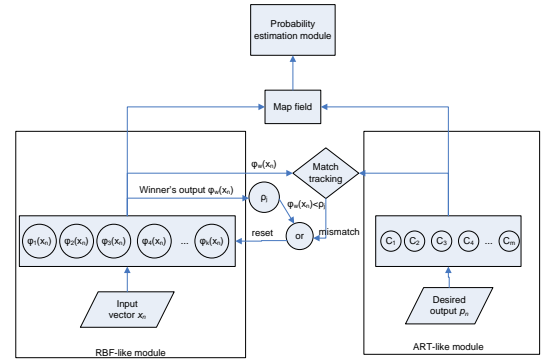 Probability
estimation module
Map field
φw(xn)
Match
tracking
Winner's output φw(xn)
ρj
φw(xn)<ρj
φ1(xn) φ2(xn) φ3(xn) φ4(xn) ... φk(xn)
reset
or
mismatch
C1 C2 C3 C4 ... Cm
Input
vector xn
Desired
output pn
RBF-like module
ART-like module